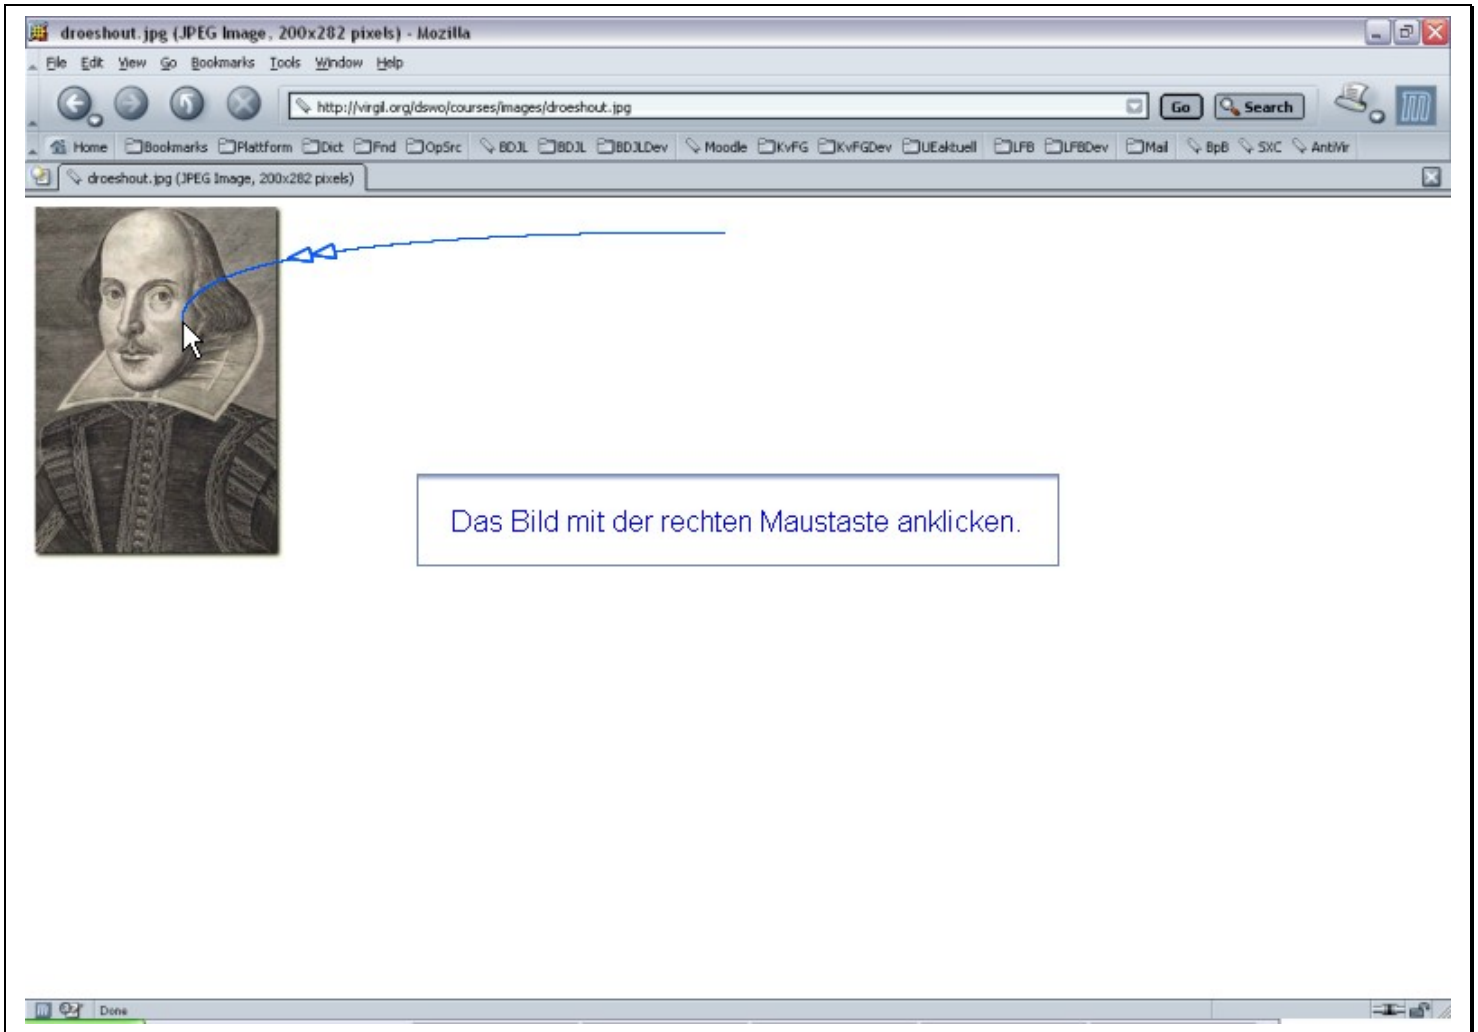 droeshout.jpg (JPEG Image, 200x282 pixels) - Mozilla
File Edit View Go Bookmarks Tools Window Help
http://virgil.org/dswo/courses/images/droeshout.jpg Go Search
Home Bookmarks Plattform Dict Find OpSrc BDJL BDJL BDJLDev Moodle KvFG KvFGDev UEaktuell LFB LFBDev Mail BpB SXC AntiVir
droeshout.jpg (JPEG Image, 200x282 pixels)
Das Bild mit der rechten Maustaste anklicken.
Done